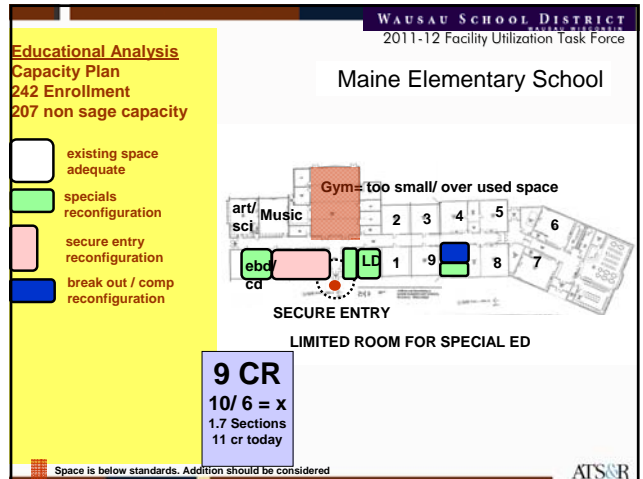 WAUSAU SCHOOL DISTRICT
WAUSAU WISCONSIN
2011-12 Facility Utilization Task Force
Educational Analysis
Capacity Plan
242 Enrollment
207 non sage capacity
Maine Elementary School
existing space
adequate
specials
reconfiguration
secure entry
reconfiguration
break out / comp
reconfiguration
Gym= too small/ over used space
art/
sci
Music
2 3 4 5 6
ebd/
cd
LD 1 9 8 7
SECURE ENTRY
LIMITED ROOM FOR SPECIAL ED
9 CR
10/ 6 = x
1.7 Sections
11 cr today
Space is below standards. Addition should be considered
ATS&R